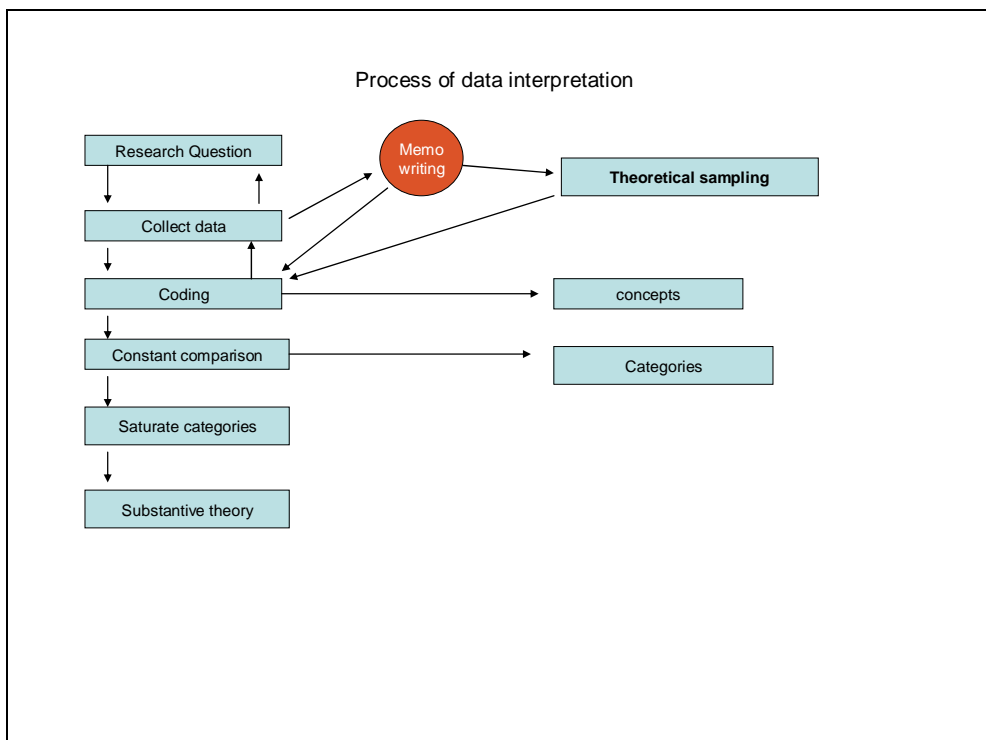 Process of data interpretation
Research Question
Memo
writing
Theoretical sampling
Collect data
Coding
concepts
Constant comparison
Categories
Saturate categories
Substantive theory